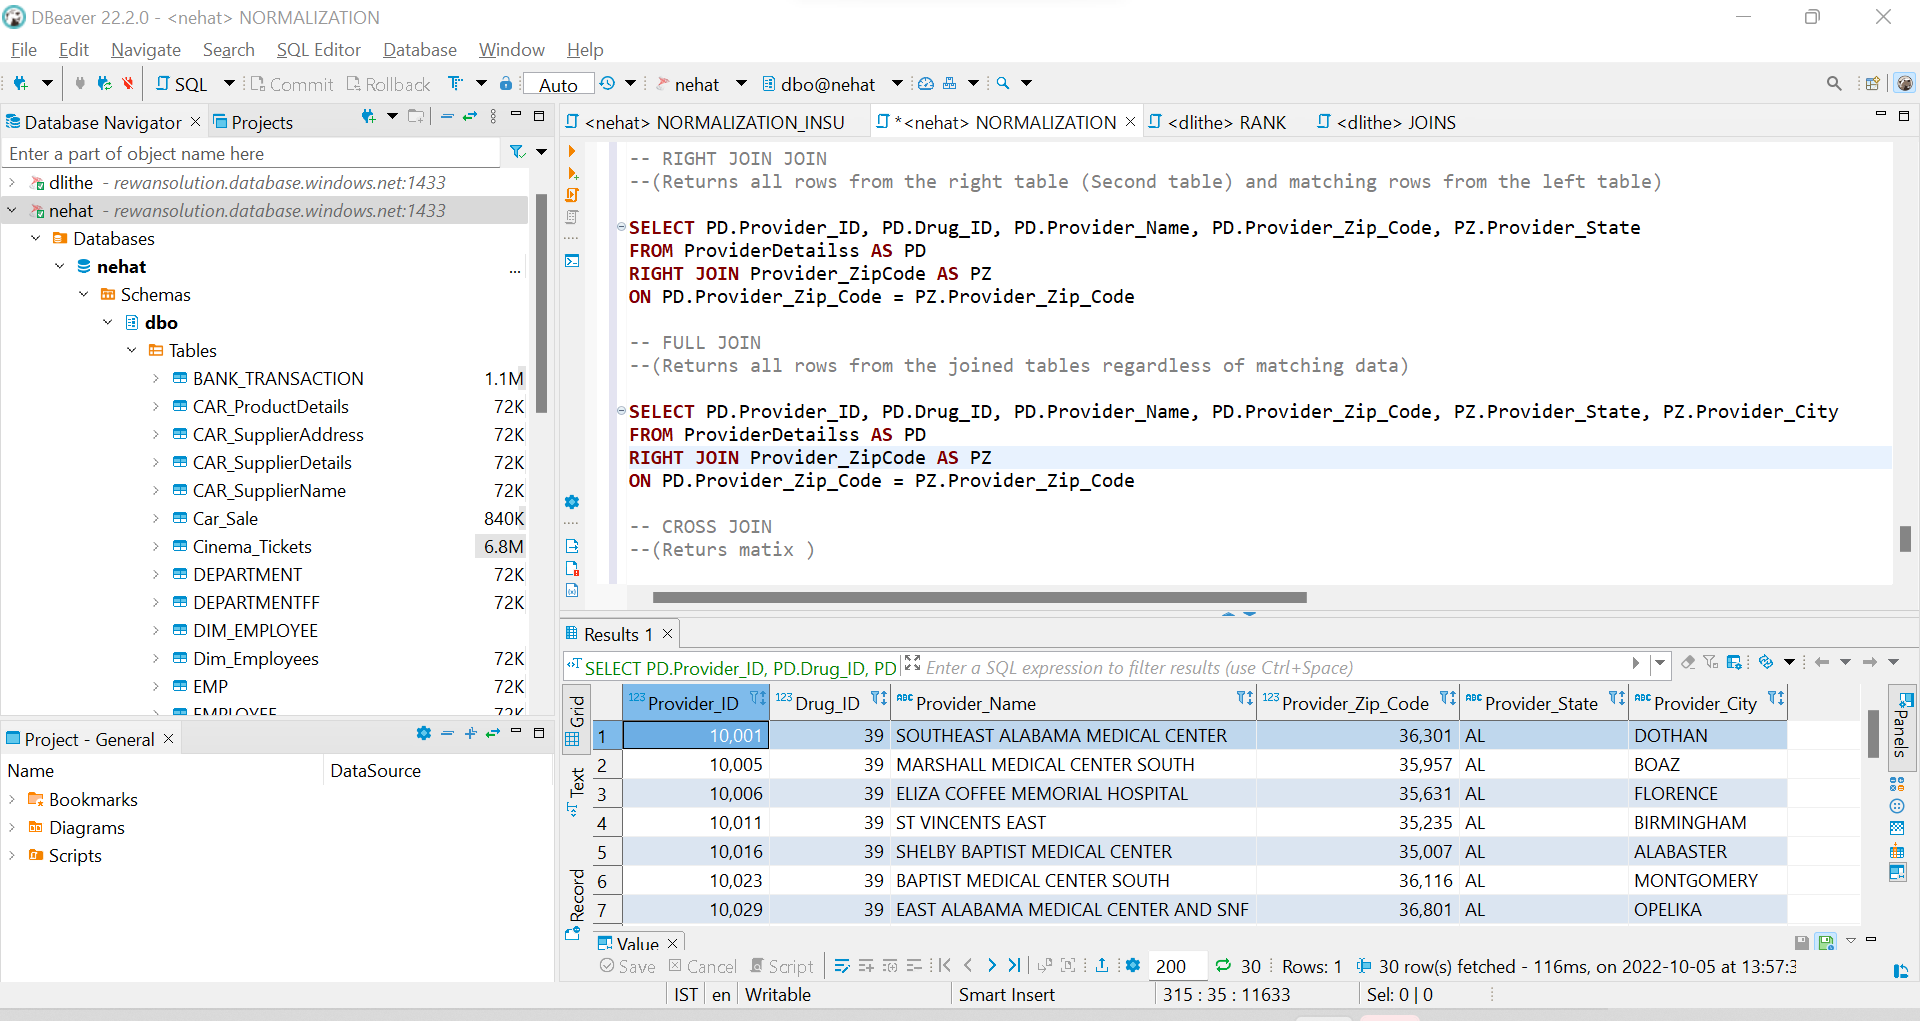 DBeaver 22.2.0 - <nehat> NORMALIZATION
File Edit Navigate Search SQL Editor Database Window Help
SQL Commit Rollback Auto nehat dbo@nehat
Database Navigator Projects
<nehat> NORMALIZATION_INSU *<nehat> NORMALIZATION <dlithe> RANK <dlithe> JOINS
Enter a part of object name here
dlithe - rewansolution.database.windows.net:1433
nehat - rewansolution.database.windows.net:1433
Databases
nehat ...
Schemas
dbo
Tables
BANK_TRANSACTION 1.1M
CAR_ProductDetails 72K
CAR_SupplierAddress 72K
CAR_SupplierDetails 72K
CAR_SupplierName 72K
Car_Sale 840K
Cinema_Tickets 6.8M
DEPARTMENT 72K
DEPARTMENTFF 72K
DIM_EMPLOYEE
Dim_Employees 72K
EMP 72K
EMPLOYEE 72K
-- RIGHT JOIN JOIN
--(Returns all rows from the right table (Second table) and matching rows from the left table)
SELECT PD.Provider_ID, PD.Drug_ID, PD.Provider_Name, PD.Provider_Zip_Code, PZ.Provider_State
FROM ProviderDetailss AS PD
RIGHT JOIN Provider_ZipCode AS PZ
ON PD.Provider_Zip_Code = PZ.Provider_Zip_Code
-- FULL JOIN
--(Returns all rows from the joined tables regardless of matching data)
SELECT PD.Provider_ID, PD.Drug_ID, PD.Provider_Name, PD.Provider_Zip_Code, PZ.Provider_State, PZ.Provider_City
FROM ProviderDetailss AS PD
RIGHT JOIN Provider_ZipCode AS PZ
ON PD.Provider_Zip_Code = PZ.Provider_Zip_Code
-- CROSS JOIN
--(Returs matix )
Project - General
Name DataSource
Bookmarks
Diagrams
Scripts
Results 1
SELECT PD.Provider_ID, PD.Drug_ID, PD Enter a SQL expression to filter results (use Ctrl+Space)
Grid
Text
Record
123 Provider_ID 123 Drug_ID ABC Provider_Name 123 Provider_Zip_Code ABC Provider_State ABC Provider_City
1 10,001 39 SOUTHEAST ALABAMA MEDICAL CENTER 36,301 AL DOTHAN
2 10,005 39 MARSHALL MEDICAL CENTER SOUTH 35,957 AL BOAZ
3 10,006 39 ELIZA COFFEE MEMORIAL HOSPITAL 35,631 AL FLORENCE
4 10,011 39 ST VINCENTS EAST 35,235 AL BIRMINGHAM
5 10,016 39 SHELBY BAPTIST MEDICAL CENTER 35,007 AL ALABASTER
6 10,023 39 BAPTIST MEDICAL CENTER SOUTH 36,116 AL MONTGOMERY
7 10,029 39 EAST ALABAMA MEDICAL CENTER AND SNF 36,801 AL OPELIKA
Panels
Value
Save Cancel Script 200 30 Rows: 1 30 row(s) fetched - 116ms, on 2022-10-05 at 13:57:3
IST en Writable Smart Insert 315 : 35 : 11633 Sel: 0 | 0